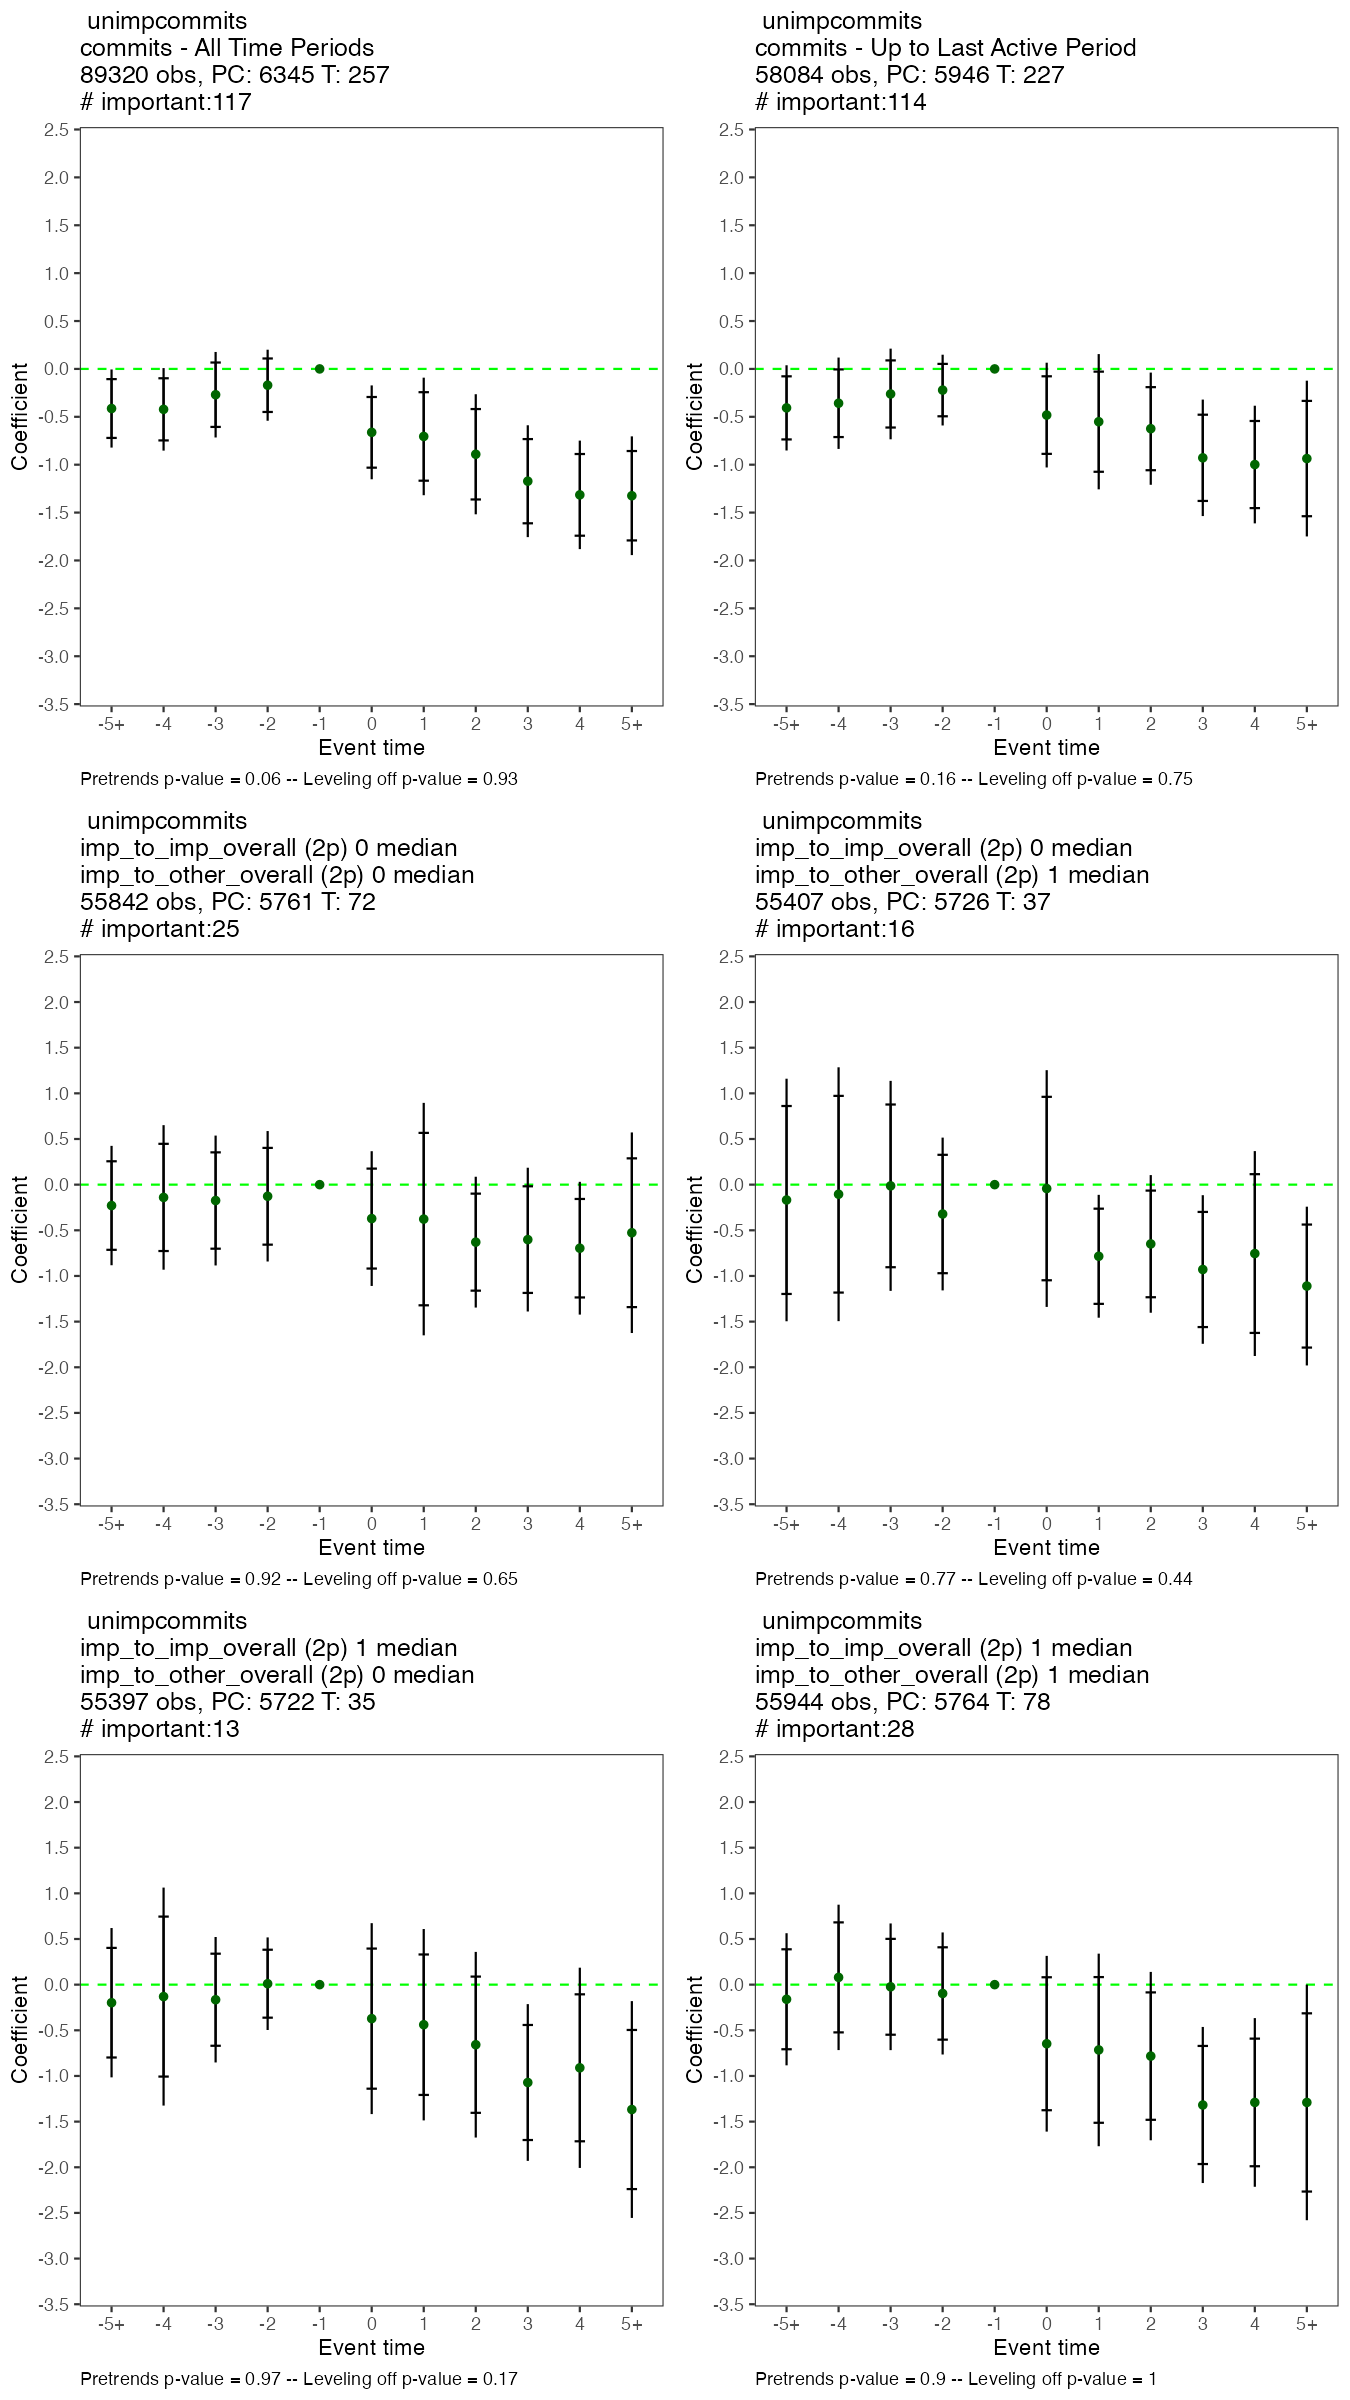 unimpcommits
commits - All Time Periods
89320 obs, PC: 6345 T: 257
# important:117
2.5
2.0
1.5
1.0
0.5
0.0
-0.5
-1.0
-1.5
-2.0
-2.5
-3.0
-3.5
Coefficient
-5+ -4 -3 -2 -1 0 1 2 3 4 5+
Event time
Pretrends p-value = 0.06 -- Leveling off p-value = 0.93
unimpcommits
commits - Up to Last Active Period
58084 obs, PC: 5946 T: 227
# important:114
2.5
2.0
1.5
1.0
0.5
0.0
-0.5
-1.0
-1.5
-2.0
-2.5
-3.0
-3.5
Coefficient
-5+ -4 -3 -2 -1 0 1 2 3 4 5+
Event time
Pretrends p-value = 0.16 -- Leveling off p-value = 0.75
unimpcommits
imp_to_imp_overall (2p) 0 median
imp_to_other_overall (2p) 0 median
55842 obs, PC: 5761 T: 72
# important:25
2.5
2.0
1.5
1.0
0.5
0.0
-0.5
-1.0
-1.5
-2.0
-2.5
-3.0
-3.5
Coefficient
-5+ -4 -3 -2 -1 0 1 2 3 4 5+
Event time
Pretrends p-value = 0.92 -- Leveling off p-value = 0.65
unimpcommits
imp_to_imp_overall (2p) 0 median
imp_to_other_overall (2p) 1 median
55407 obs, PC: 5726 T: 37
# important:16
2.5
2.0
1.5
1.0
0.5
0.0
-0.5
-1.0
-1.5
-2.0
-2.5
-3.0
-3.5
Coefficient
-5+ -4 -3 -2 -1 0 1 2 3 4 5+
Event time
Pretrends p-value = 0.77 -- Leveling off p-value = 0.44
unimpcommits
imp_to_imp_overall (2p) 1 median
imp_to_other_overall (2p) 0 median
55397 obs, PC: 5722 T: 35
# important:13
2.5
2.0
1.5
1.0
0.5
0.0
-0.5
-1.0
-1.5
-2.0
-2.5
-3.0
-3.5
Coefficient
-5+ -4 -3 -2 -1 0 1 2 3 4 5+
Event time
Pretrends p-value = 0.97 -- Leveling off p-value = 0.17
unimpcommits
imp_to_imp_overall (2p) 1 median
imp_to_other_overall (2p) 1 median
55944 obs, PC: 5764 T: 78
# important:28
2.5
2.0
1.5
1.0
0.5
0.0
-0.5
-1.0
-1.5
-2.0
-2.5
-3.0
-3.5
Coefficient
-5+ -4 -3 -2 -1 0 1 2 3 4 5+
Event time
Pretrends p-value = 0.9 -- Leveling off p-value = 1